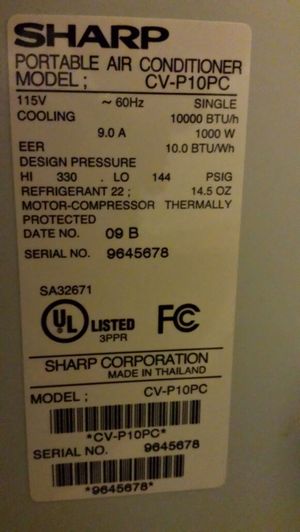 SHARP
PORTABLE AIR CONDITIONER
MODEL ; CV-P10PC
115V ~ 60Hz SINGLE
COOLING 10000 BTU/h
9.0 A 1000 W
EER 10.0 BTU/Wh
DESIGN PRESSURE
HI 330 . LO 144 PSIG
REFRIGERANT 22 ; 14.5 OZ
MOTOR-COMPRESSOR THERMALLY
PROTECTED
DATE NO. 09 B
SERIAL NO. 9645678
SA32671
UL LISTED FC
3PPR
SHARP CORPORATION
MADE IN THAILAND
MODEL ; CV-P10PC
*CV-P10PC*
SERIAL NO. 9645678
*9645678*